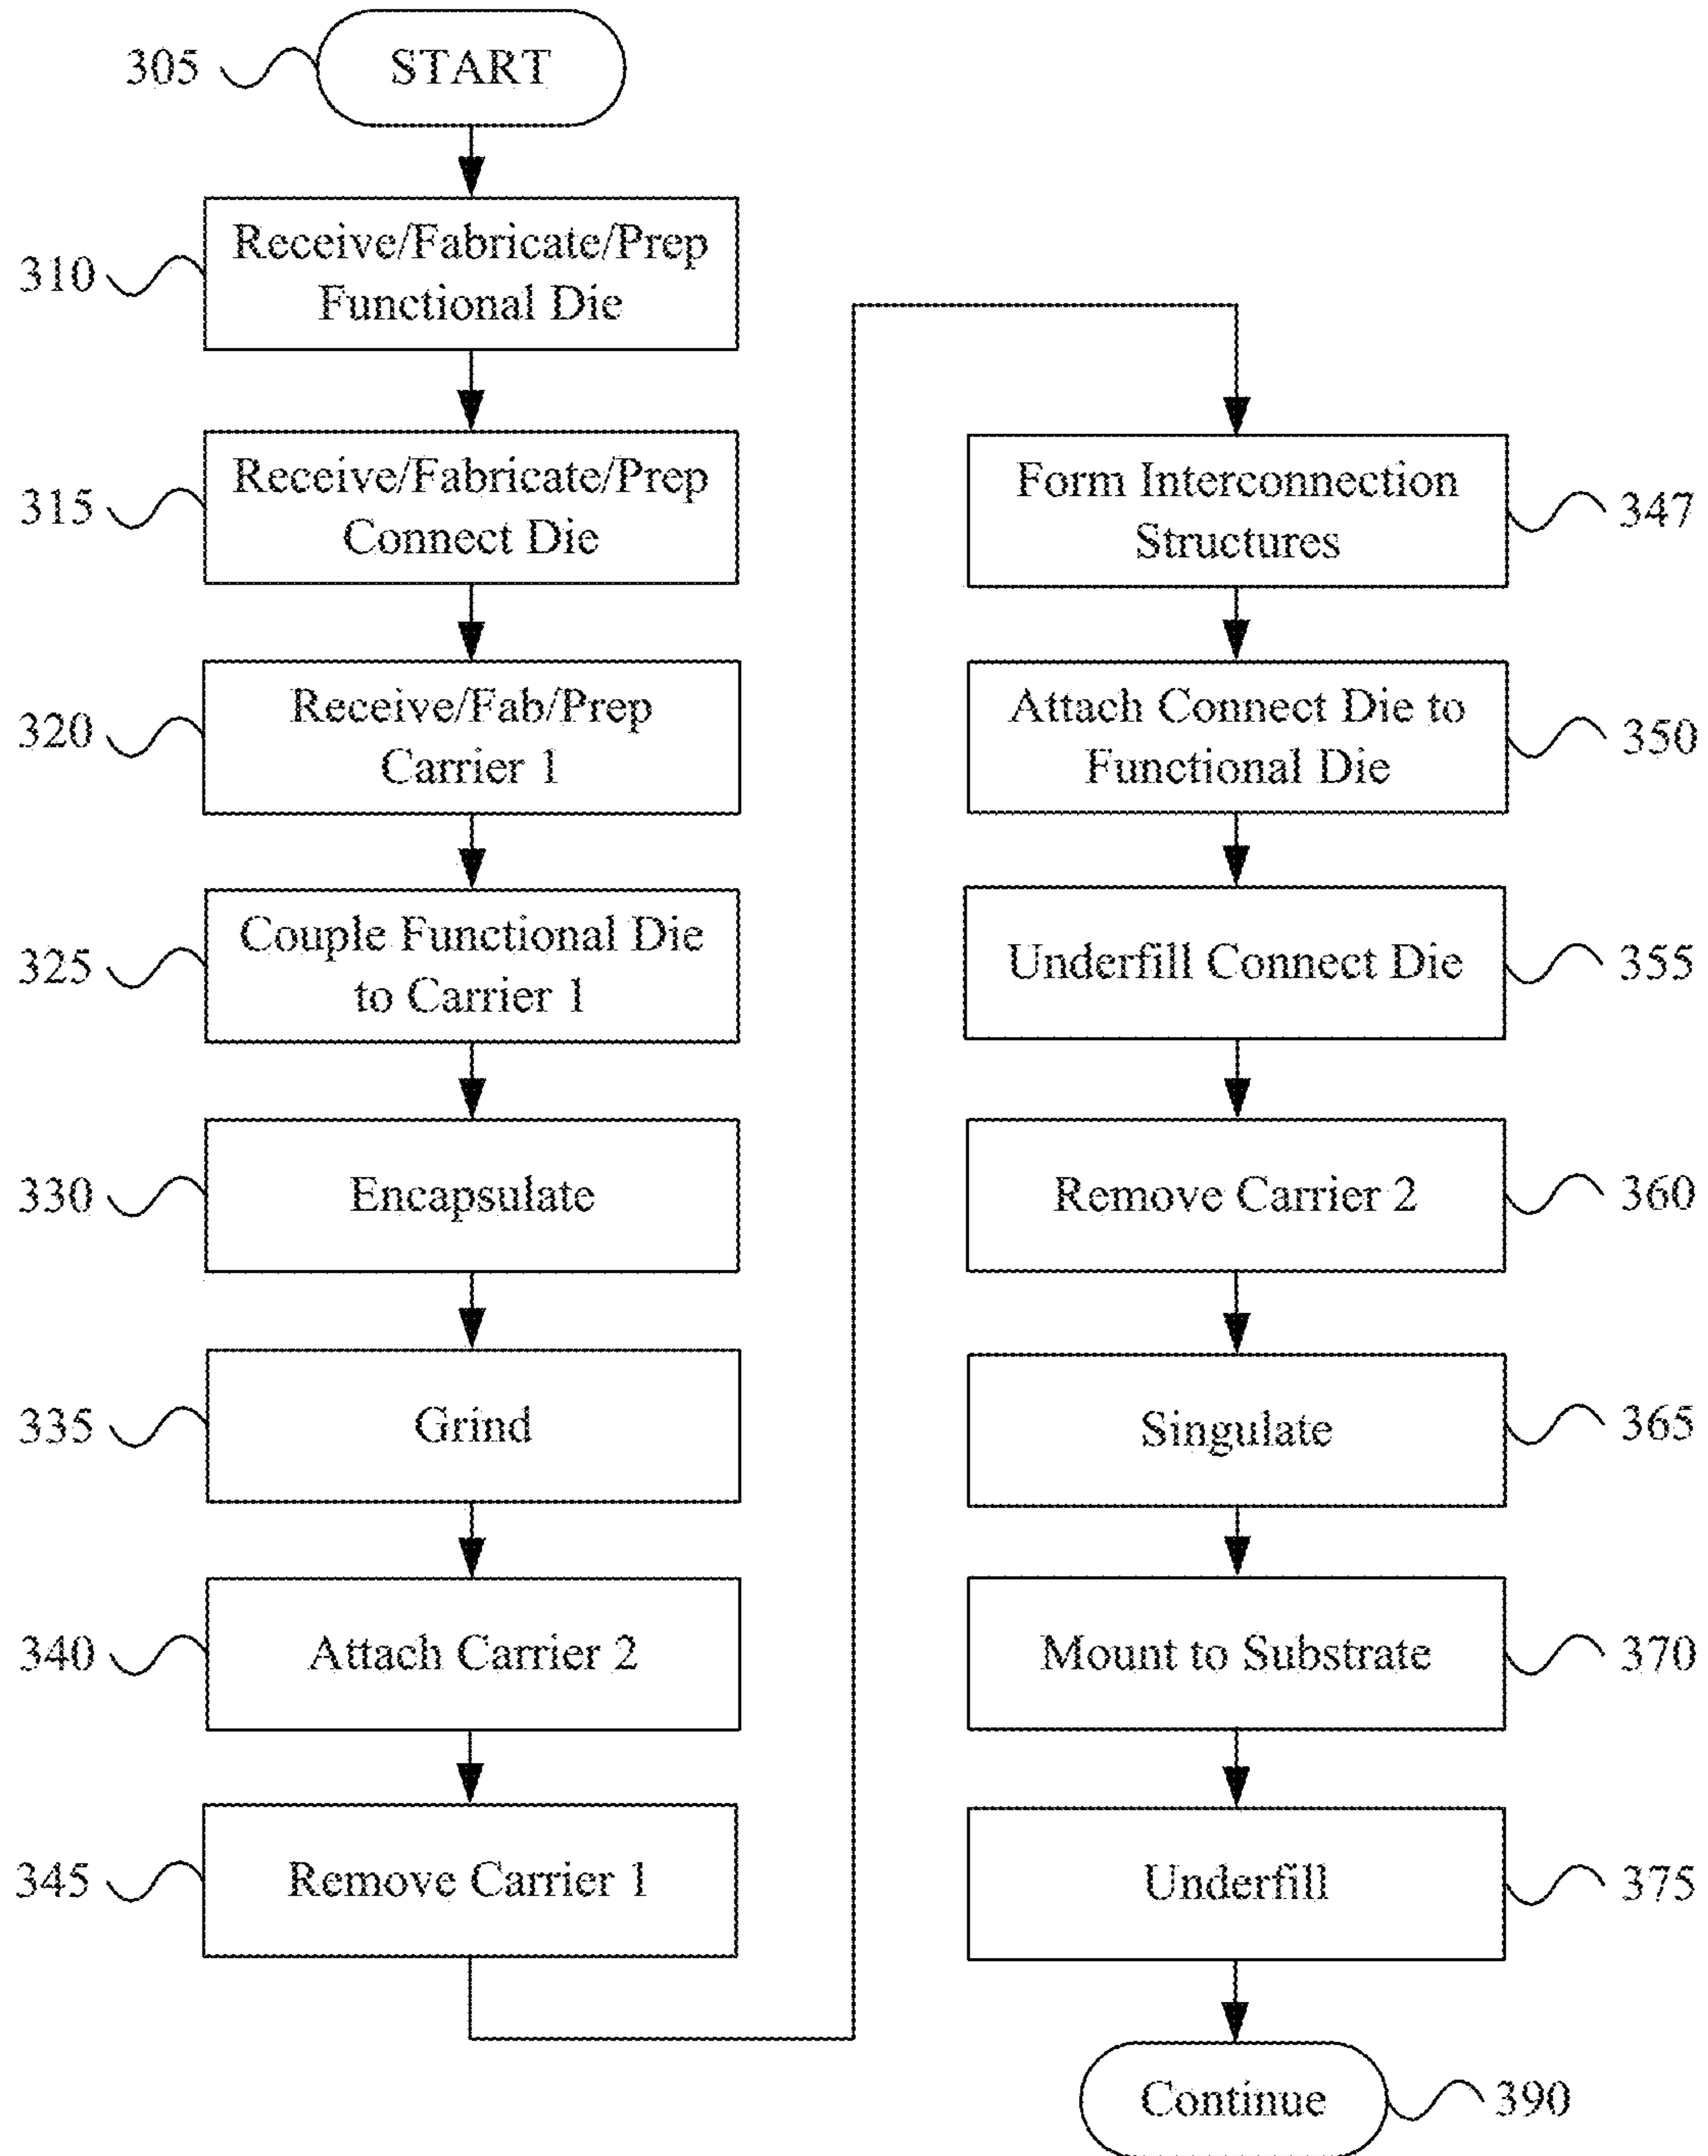 305
START
310
Receive/Fabricate/Prep
Functional Die
315
Receive/Fabricate/Prep
Connect Die
320
Receive/Fab/Prep
Carrier 1
325
Couple Functional Die
to Carrier 1
330
Encapsulate
335
Grind
340
Attach Carrier 2
345
Remove Carrier 1
Form Interconnection
Structures
347
Attach Connect Die to
Functional Die
350
Underfill Connect Die
355
Remove Carrier 2
360
Singulate
365
Mount to Substrate
370
Underfill
375
Continue
390